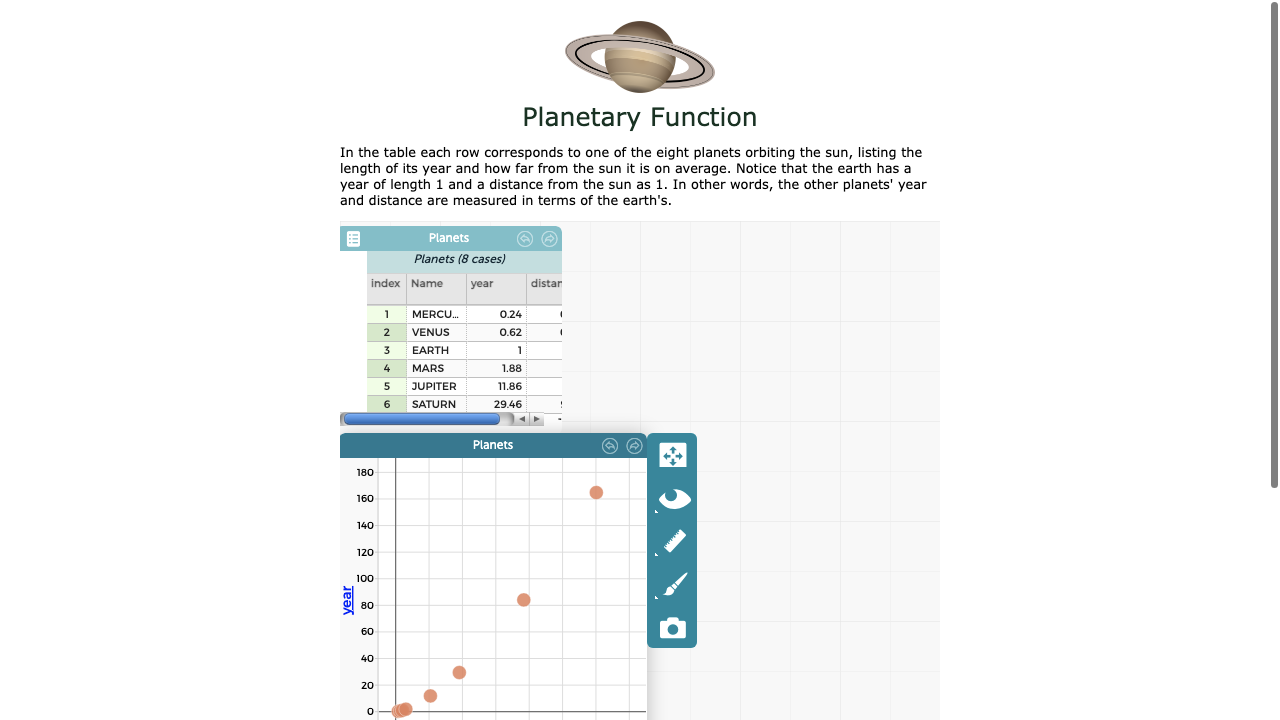 Planetary Function
In the table each row corresponds to one of the eight planets orbiting the sun, listing the
length of its year and how far from the sun it is on average. Notice that the earth has a
year of length 1 and a distance from the sun as 1. In other words, the other planets' year
and distance are measured in terms of the earth's.
Planets
Planets (8 cases)
index Name year distan
1 MERCU... 0.24
2 VENUS 0.62
3 EARTH 1
4 MARS 1.88
5 JUPITER 11.86
6 SATURN 29.46
Planets
180
160
140
120
100
80
60
40
20
0
year